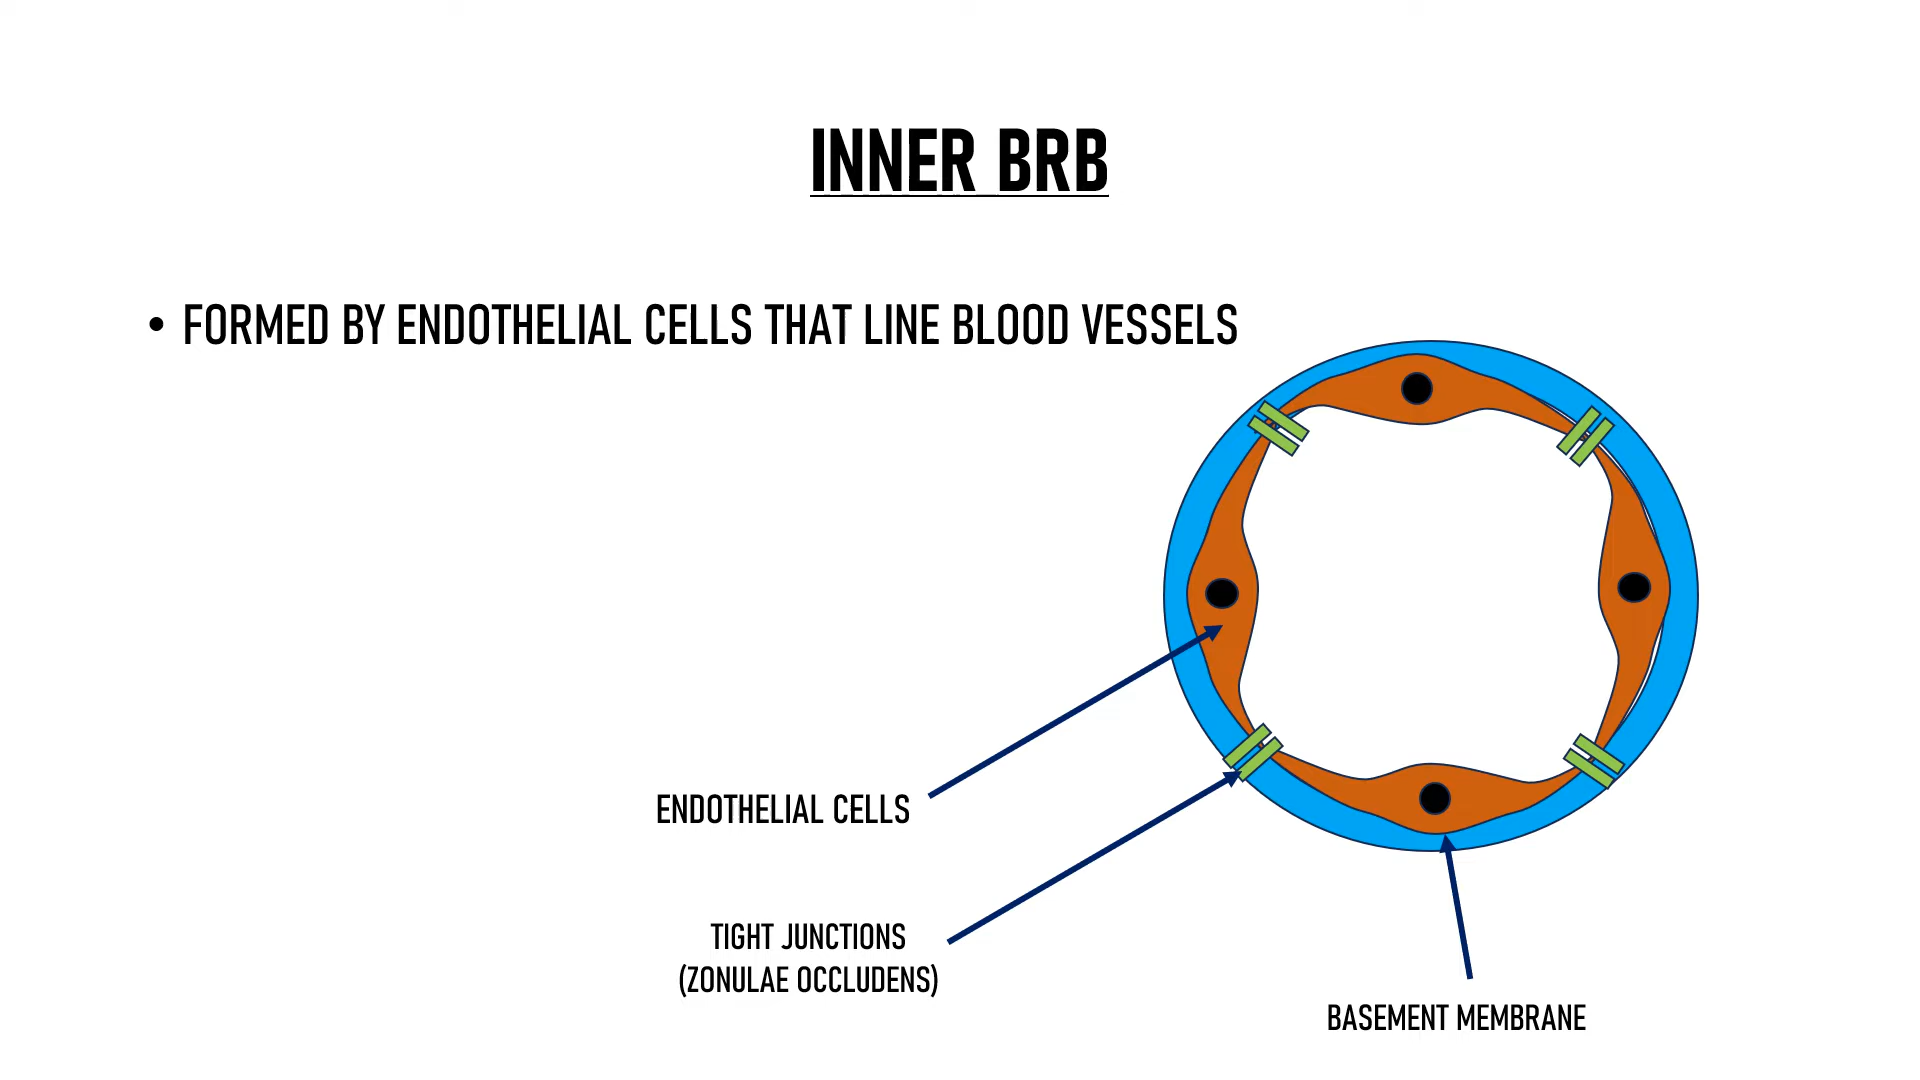 INNER BRB
• FORMED BY ENDOTHELIAL CELLS THAT LINE BLOOD VESSELS
ENDOTHELIAL CELLS
TIGHT JUNCTIONS
(ZONULAE OCCLUDENS)
BASEMENT MEMBRANE